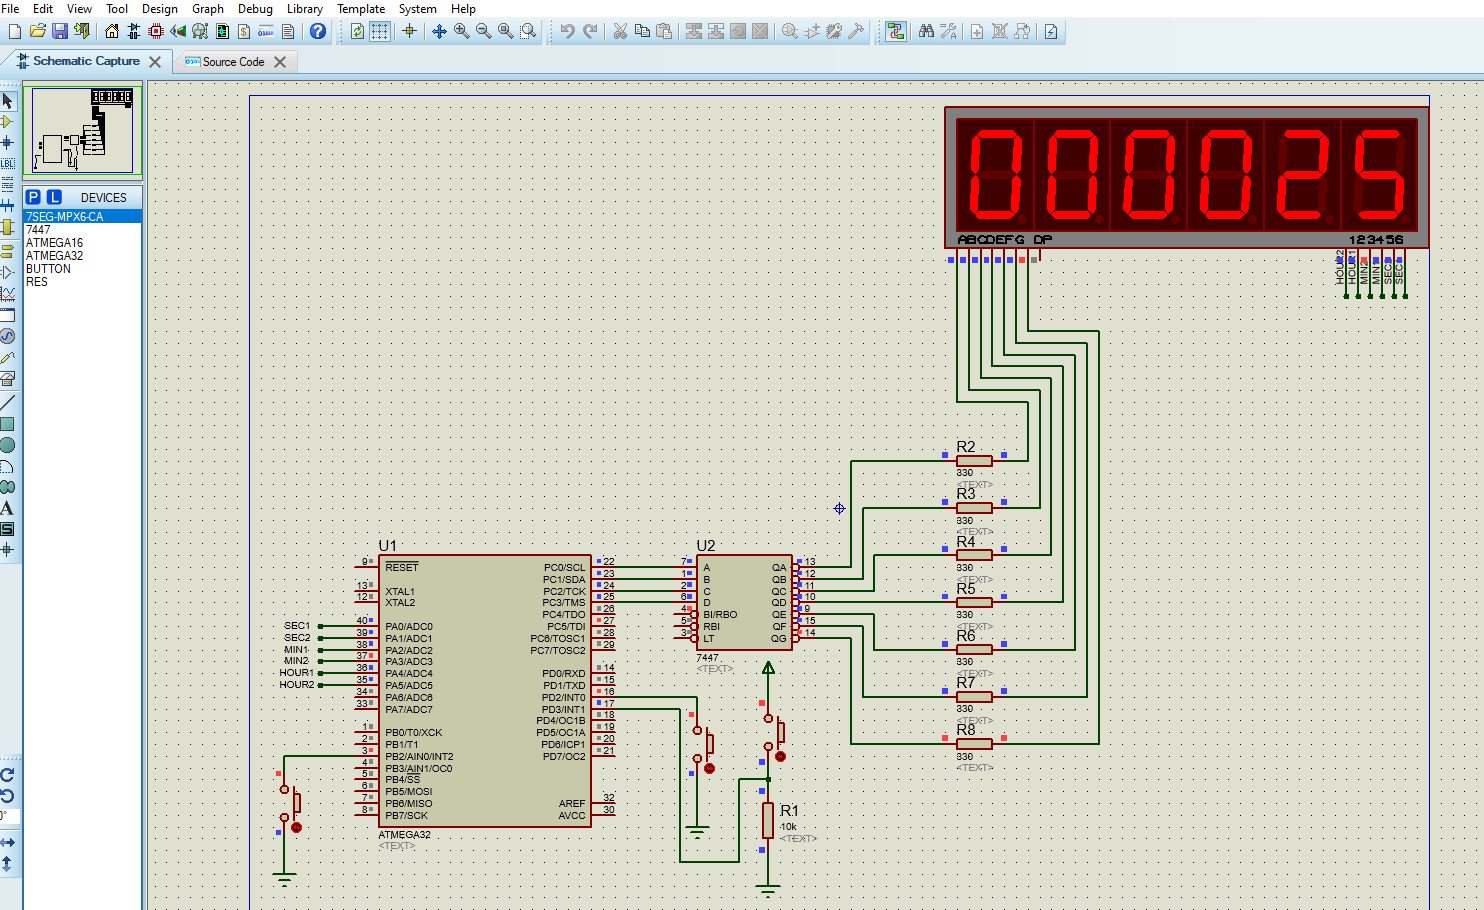 File Edit View Tool Design Graph Debug Library Template System Help
Schematic Capture
Source Code
P L DEVICES
7SEG-MPX6-CA
7447
ATMEGA16
ATMEGA32
BUTTON
RES
LBL
A
S
000025
ABCDEFG DP
123456
HOUR2
HOUR1
MIN2
MIN1
R2
330
<TEXT>
R3
330
<TEXT>
R4
330
<TEXT>
R5
330
<TEXT>
R6
330
<TEXT>
R7
330
<TEXT>
R8
330
<TEXT>
U1
9 RESET
13 XTAL1
12 XTAL2
SEC1 40 PA0/ADC0
SEC2 39 PA1/ADC1
MIN1 38 PA2/ADC2
MIN2 37 PA3/ADC3
HOUR1 36 PA4/ADC4
HOUR2 35 PA5/ADC5
34 PA6/ADC6
33 PA7/ADC7
1 PB0/T0/XCK
2 PB1/T1
3 PB2/AIN0/INT2
4 PB3/AIN1/OC0
5 PB4/SS
6 PB5/MOSI
7 PB6/MISO
8 PB7/SCK
PC0/SCL 22
PC1/SDA 23
PC2/TCK 24
PC3/TMS 25
PC4/TDO 26
PC5/TDI 27
PC6/TOSC1 28
PC7/TOSC2 29
PD0/RXD 14
PD1/TXD 15
PD2/INT0 16
PD3/INT1 17
PD4/OC1B 18
PD5/OC1A 19
PD6/ICP1 20
PD7/OC2 21
AREF 32
AVCC 30
ATMEGA32
<TEXT>
U2
7 A QA 13
1 B QB 12
2 C QC 11
6 D QD 10
4 BI/RBO QE 9
5 RBI QF 15
3 LT QG 14
7447
<TEXT>
R1
10k
<TEXT>